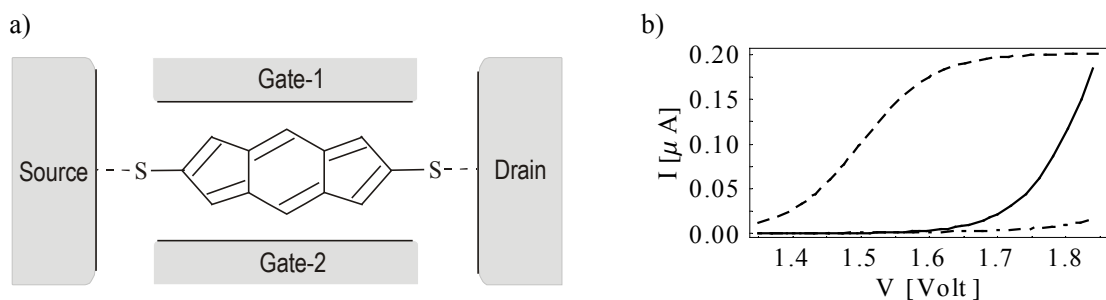 a)
Gate-1
Source
S
S
Drain
Gate-2
b)
0.20
0.15
0.10
0.05
0.00
I [μ A]
1.4 1.5 1.6 1.7 1.8
V [Volt]